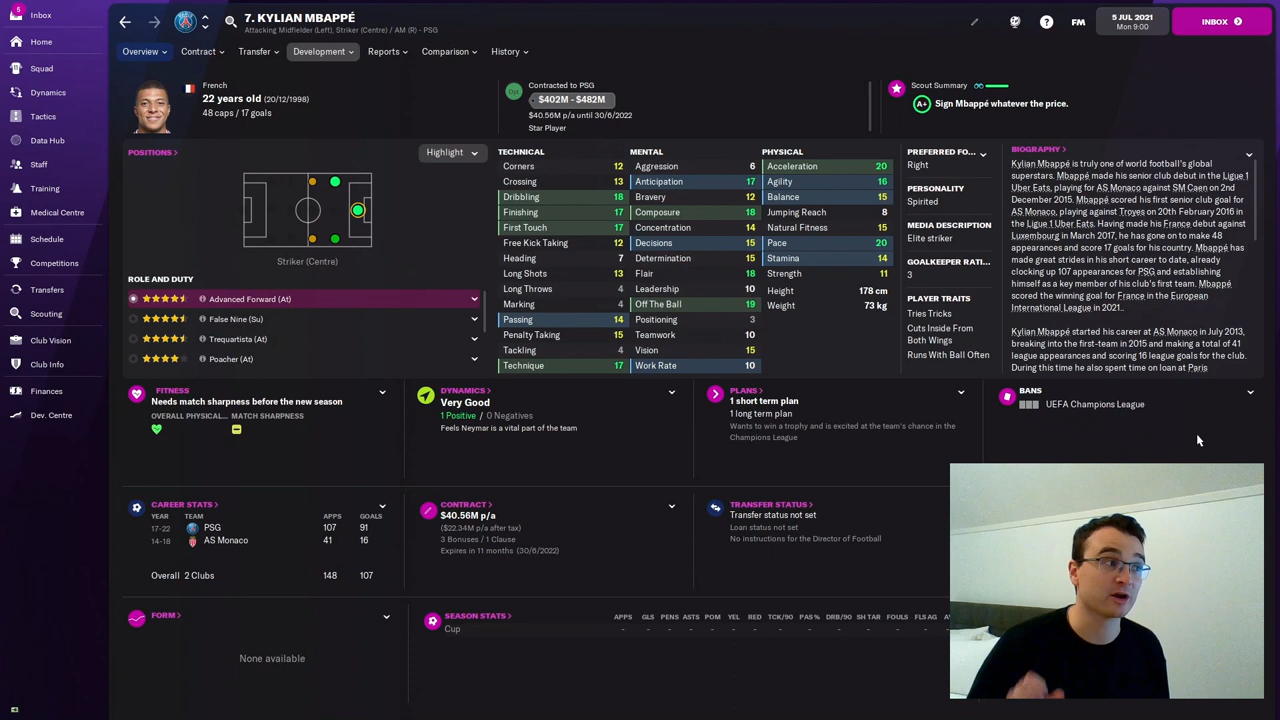 5
Inbox
Home
Squad
Dynamics
Tactics
Data Hub
Staff
Training
Medical Centre
Schedule
Competitions
Transfers
Scouting
Club Vision
Club Info
Finances
Dev. Centre
7. KYLIAN MBAPPÉ
Attacking Midfielder (Left), Striker (Centre) / AM (R) - PSG
FM
5 JUL 2021
Mon 9:00
INBOX
Overview
Contract
Transfer
Development
Reports
Comparison
History
French
22 years old (20/12/1998)
48 caps / 17 goals
Contracted to PSG
$402M - $482M
$40.56M p/a until 30/6/2022
Star Player
Scout Summary
A+ Sign Mbappé whatever the price.
POSITIONS
Highlight
Striker (Centre)
ROLE AND DUTY
Advanced Forward (At)
False Nine (Su)
Trequartista (At)
Poacher (At)
TECHNICAL
Corners 12
Crossing 13
Dribbling 18
Finishing 17
First Touch 17
Free Kick Taking 12
Heading 7
Long Shots 13
Long Throws 4
Marking 4
Passing 14
Penalty Taking 15
Tackling 4
Technique 17
MENTAL
Aggression 6
Anticipation 17
Bravery 12
Composure 18
Concentration 14
Decisions 15
Determination 15
Flair 18
Leadership 10
Off The Ball 19
Positioning 3
Teamwork 10
Vision 15
Work Rate 10
PHYSICAL
Acceleration 20
Agility 16
Balance 15
Jumping Reach 8
Natural Fitness 15
Pace 20
Stamina 14
Strength 11
Height 178 cm
Weight 73 kg
PREFERRED FO...
Right
PERSONALITY
Spirited
MEDIA DESCRIPTION
Elite striker
GOALKEEPER RATI...
3
PLAYER TRAITS
Tries Tricks
Cuts Inside From
Both Wings
Runs With Ball Often
BIOGRAPHY
Kylian Mbappé is truly one of world football's global
superstars. Mbappé made his senior club debut in the Ligue 1
Uber Eats, playing for AS Monaco against SM Caen on 2nd
December 2015. Mbappé scored his first senior club goal for
AS Monaco, playing against Troyes on 20th February 2016 in
the Ligue 1 Uber Eats. Having made his France debut against
Luxembourg in March 2017, he has gone on to make 48
appearances and score 17 goals for his country. Mbappé has
made great strides in his short career to date, already
clocking up 107 appearances for PSG and establishing
himself as a key member of his club's first team. Mbappé
scored the winning goal for France in the European
International League in 2021..
Kylian Mbappé started his career at AS Monaco in July 2013,
breaking into the first-team in 2015 and making a total of 41
league appearances and scoring 16 league goals for the club.
During this time he also spent time on loan at Paris
FITNESS
Needs match sharpness before the new season
OVERALL PHYSICAL... MATCH SHARPNESS
DYNAMICS
Very Good
1 Positive / 0 Negatives
Feels Neymar is a vital part of the team
PLANS
1 short term plan
1 long term plan
Wants to win a trophy and is excited at the team's chance in the
Champions League
BANS
UEFA Champions League
CAREER STATS
YEAR TEAM APPS GOALS
17-22 PSG 107 91
14-18 AS Monaco 41 16
Overall 2 Clubs 148 107
CONTRACT
$40.56M p/a
($22.34M p/a after tax)
3 Bonuses / 1 Clause
Expires in 11 months (30/6/2022)
TRANSFER STATUS
Transfer status not set
Loan status not set
No instructions for the Director of Football
FORM
None available
SEASON STATS
APPS GLS PENS ASTS POM YEL RED TCK/90 PAS % DRB/90 SH TAR FOULS FLS AG
Cup - - - - - - - - - - - - -